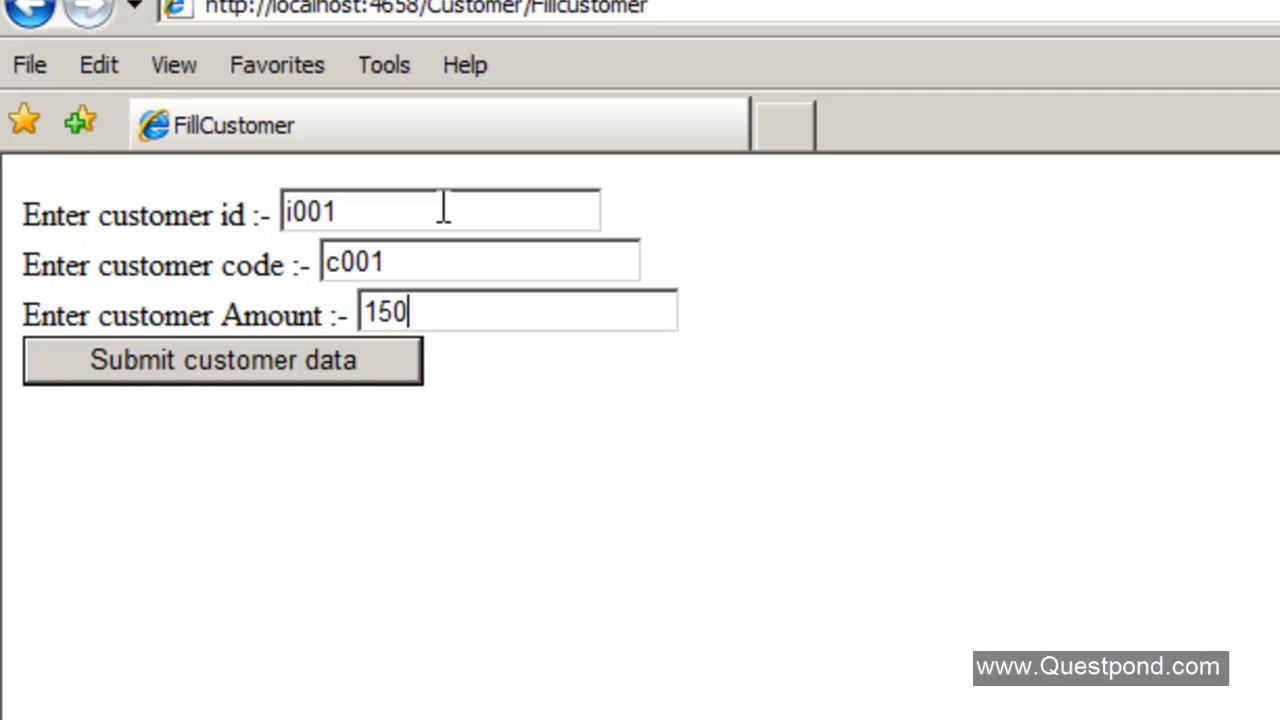 http://localhost:4658/Customer/Fillcustomer
File Edit View Favorites Tools Help
FillCustomer
Enter customer id :- i001
Enter customer code :- c001
Enter customer Amount :- 150
Submit customer data
www.Questpond.com